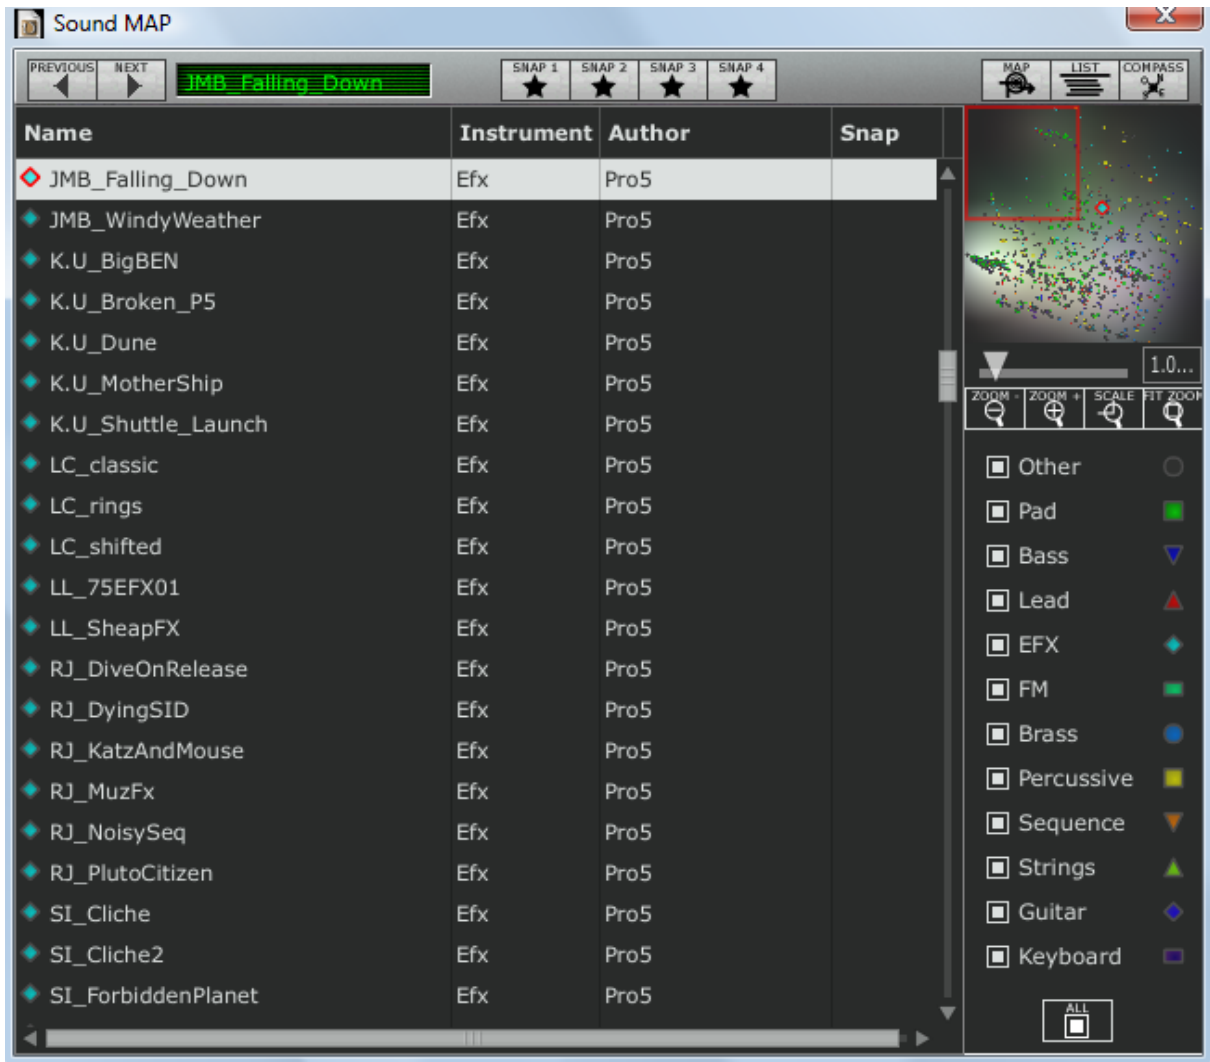 Sound MAP
PREVIOUS NEXT JMB_Falling_Down SNAP 1 SNAP 2 SNAP 3 SNAP 4 MAP LIST COMPASS
Name Instrument Author Snap
JMB_Falling_Down Efx Pro5
JMB_WindyWeather Efx Pro5
K.U_BigBEN Efx Pro5
K.U_Broken_P5 Efx Pro5
K.U_Dune Efx Pro5
K.U_MotherShip Efx Pro5
K.U_Shuttle_Launch Efx Pro5
LC_classic Efx Pro5
LC_rings Efx Pro5
LC_shifted Efx Pro5
LL_75EFX01 Efx Pro5
LL_SheapFX Efx Pro5
RJ_DiveOnRelease Efx Pro5
RJ_DyingSID Efx Pro5
RJ_KatzAndMouse Efx Pro5
RJ_MuzFx Efx Pro5
RJ_NoisySeq Efx Pro5
RJ_PlutoCitizen Efx Pro5
SI_Cliche Efx Pro5
SI_Cliche2 Efx Pro5
SI_ForbiddenPlanet Efx Pro5
1.0...
ZOOM - ZOOM + SCALE FIT ZOOM
Other
Pad
Bass
Lead
EFX
FM
Brass
Percussive
Sequence
Strings
Guitar
Keyboard
ALL